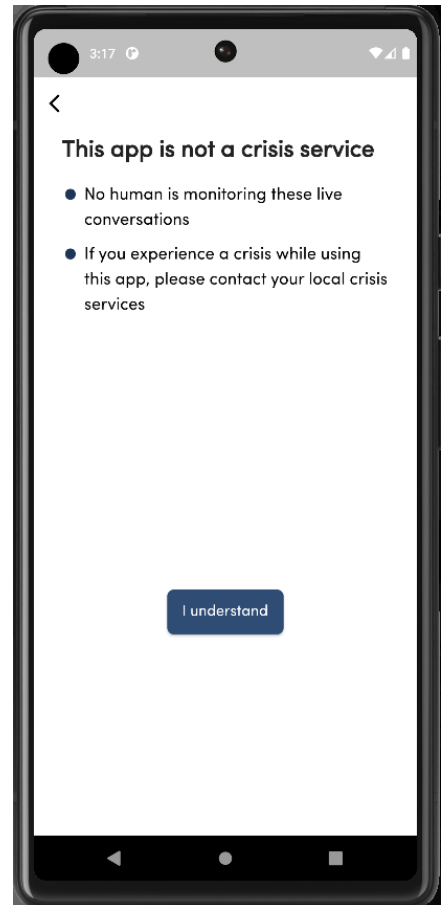 3:17
This app is not a crisis service
No human is monitoring these live
conversations
If you experience a crisis while using
this app, please contact your local crisis
services
I understand